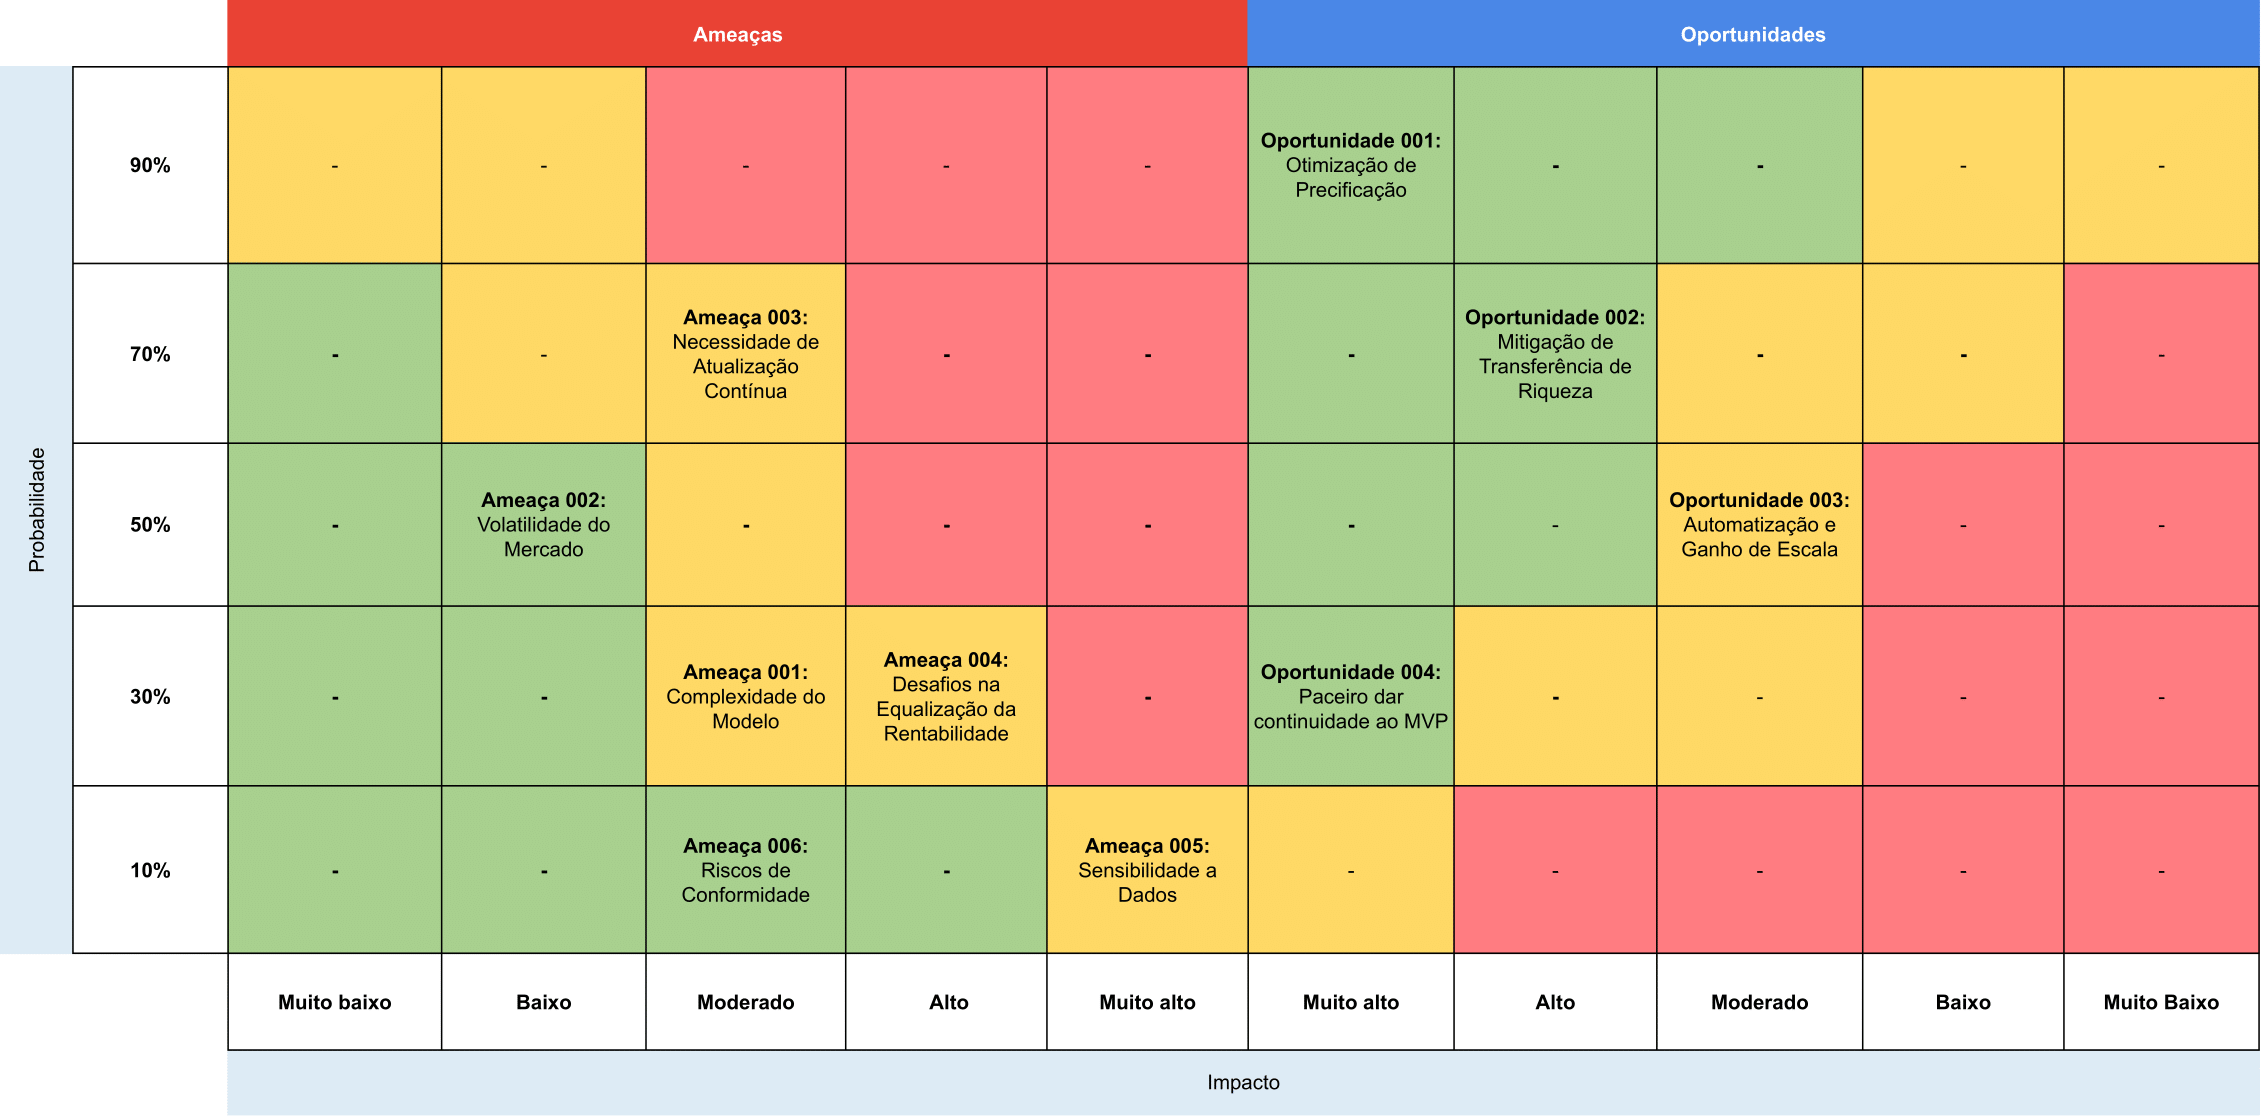 Ameaças
Oportunidades
Probabilidade
90%
-
-
-
-
-
Oportunidade 001:
Otimização de
Precificação
-
-
-
-
70%
-
-
Ameaça 003:
Necessidade de
Atualização
Contínua
-
-
-
Oportunidade 002:
Mitigação de
Transferência de
Riqueza
-
-
-
50%
-
Ameaça 002:
Volatilidade do
Mercado
-
-
-
-
-
Oportunidade 003:
Automatização e
Ganho de Escala
-
-
30%
-
-
Ameaça 001:
Complexidade do
Modelo
Ameaça 004:
Desafios na
Equalização da
Rentabilidade
-
Oportunidade 004:
Paceiro dar
continuidade ao MVP
-
-
-
-
10%
-
-
Ameaça 006:
Riscos de
Conformidade
-
Ameaça 005:
Sensibilidade a
Dados
-
-
-
-
-
Muito baixo
Baixo
Moderado
Alto
Muito alto
Muito alto
Alto
Moderado
Baixo
Muito Baixo
Impacto